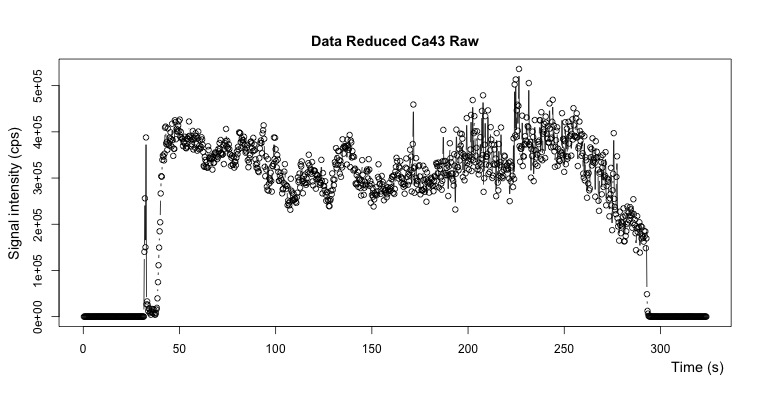 Data Reduced Ca43 Raw
Signal intensity (cps)
5e+05
4e+05
3e+05
2e+05
1e+05
0e+00
0 50 100 150 200 250 300
Time (s)